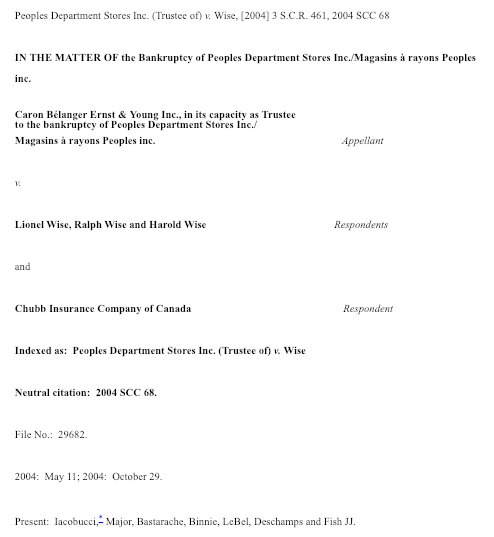 Peoples Department Stores Inc. (Trustee of) v. Wise, [2004] 3 S.C.R. 461, 2004 SCC 68
IN THE MATTER OF the Bankruptcy of Peoples Department Stores Inc./Magasins à rayons Peoples
inc.
Caron Bélanger Ernst & Young Inc., in its capacity as Trustee
to the bankruptcy of Peoples Department Stores Inc./
Magasins à rayons Peoples inc. Appellant
v.
Lionel Wise, Ralph Wise and Harold Wise Respondents
and
Chubb Insurance Company of Canada Respondent
Indexed as: Peoples Department Stores Inc. (Trustee of) v. Wise
Neutral citation: 2004 SCC 68.
File No.: 29682.
2004: May 11; 2004: October 29.
Present: Iacobucci,* Major, Bastarache, Binnie, LeBel, Deschamps and Fish JJ.